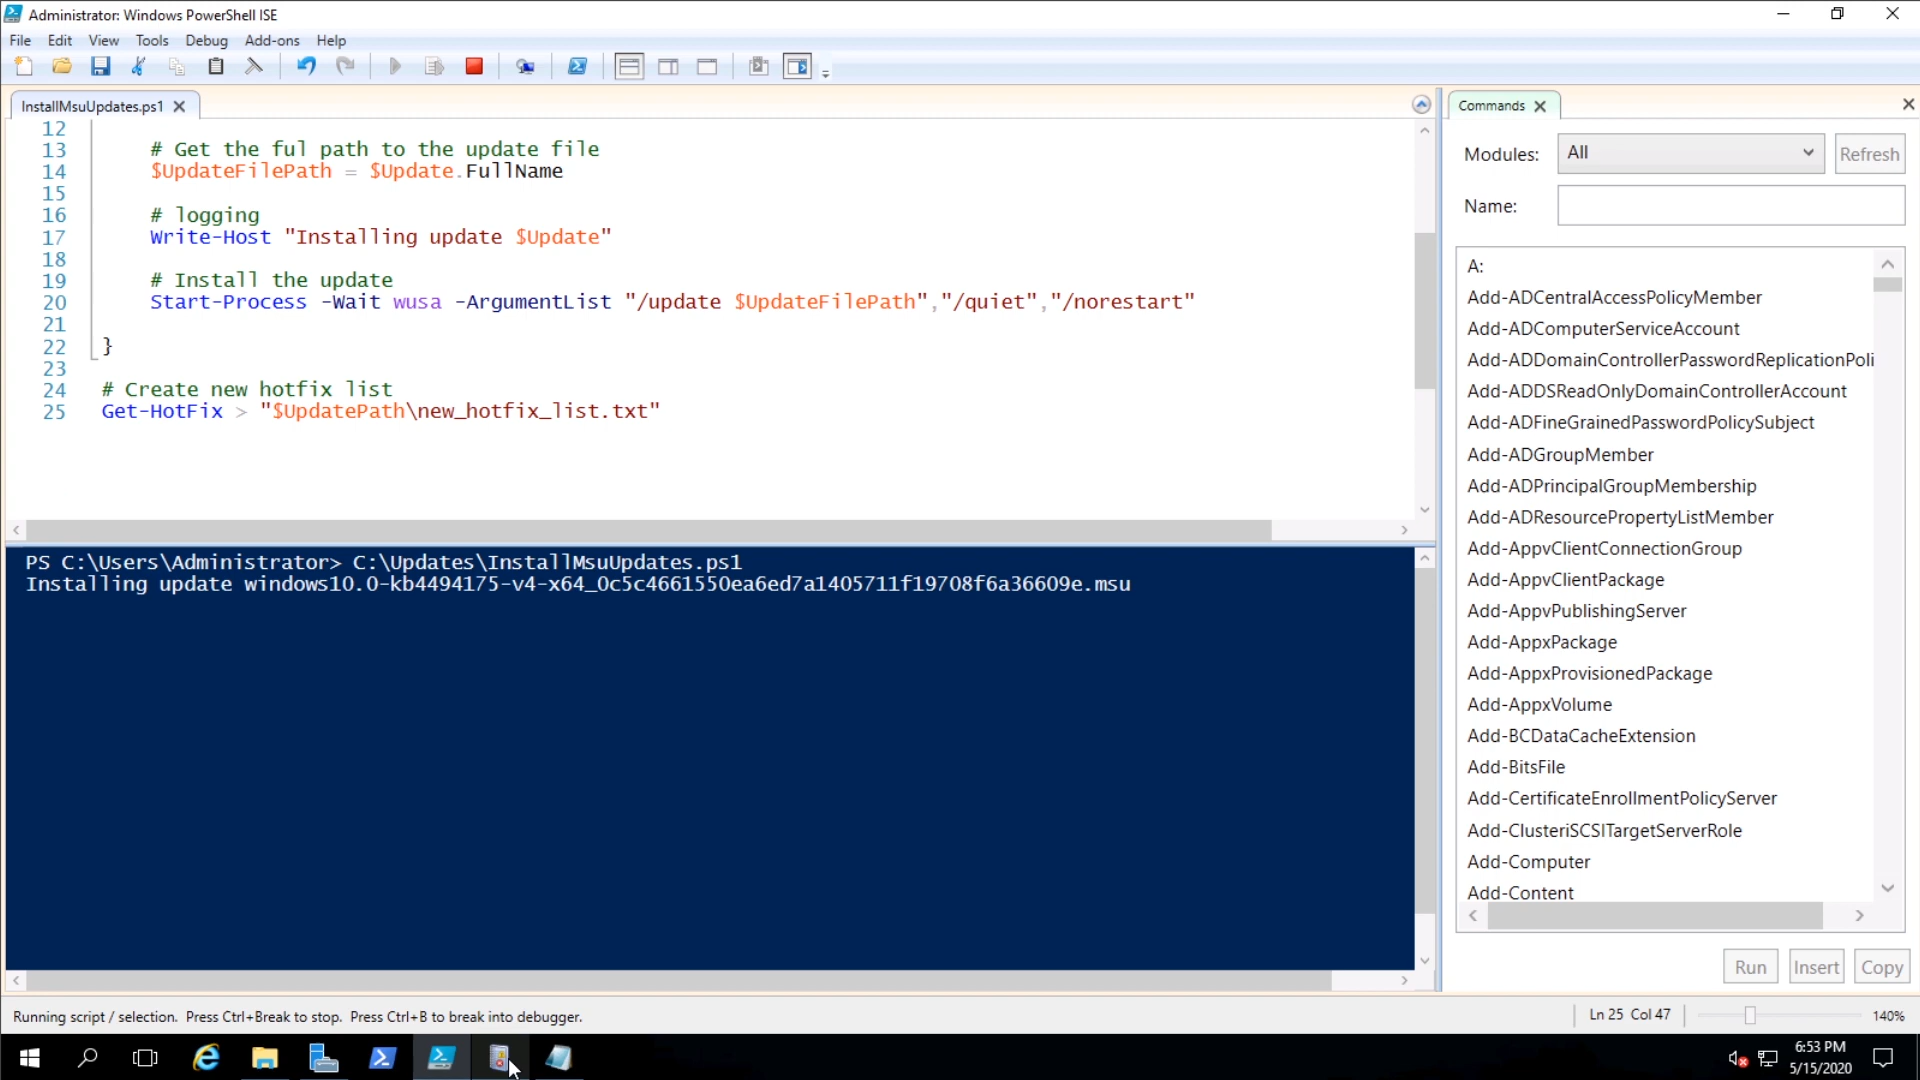 Administrator: Windows PowerShell ISE
File Edit View Tools Debug Add-ons Help
InstallMsuUpdates.ps1
12
13 # Get the ful path to the update file
14 $UpdateFilePath = $Update.FullName
15
16 # logging
17 Write-Host "Installing update $Update"
18
19 # Install the update
20 Start-Process -Wait wusa -ArgumentList "/update $UpdateFilePath","/quiet","/norestart"
21
22 }
23
24 # Create new hotfix list
25 Get-HotFix > "$UpdatePath\new_hotfix_list.txt"
PS C:\Users\Administrator> C:\Updates\InstallMsuUpdates.ps1
Installing update windows10.0-kb4494175-v4-x64_0c5c4661550ea6ed7a1405711f19708f6a36609e.msu
Commands
Modules: All Refresh
Name:
A:
Add-ADCentralAccessPolicyMember
Add-ADComputerServiceAccount
Add-ADDomainControllerPasswordReplicationPoli
Add-ADDSReadOnlyDomainControllerAccount
Add-ADFineGrainedPasswordPolicySubject
Add-ADGroupMember
Add-ADPrincipalGroupMembership
Add-ADResourcePropertyListMember
Add-AppvClientConnectionGroup
Add-AppvClientPackage
Add-AppvPublishingServer
Add-AppxPackage
Add-AppxProvisionedPackage
Add-AppxVolume
Add-BCDataCacheExtension
Add-BitsFile
Add-CertificateEnrollmentPolicyServer
Add-ClusteriSCSITargetServerRole
Add-Computer
Add-Content
Run Insert Copy
Running script / selection. Press Ctrl+Break to stop. Press Ctrl+B to break into debugger.
Ln 25 Col 47
140%
6:53 PM
5/15/2020